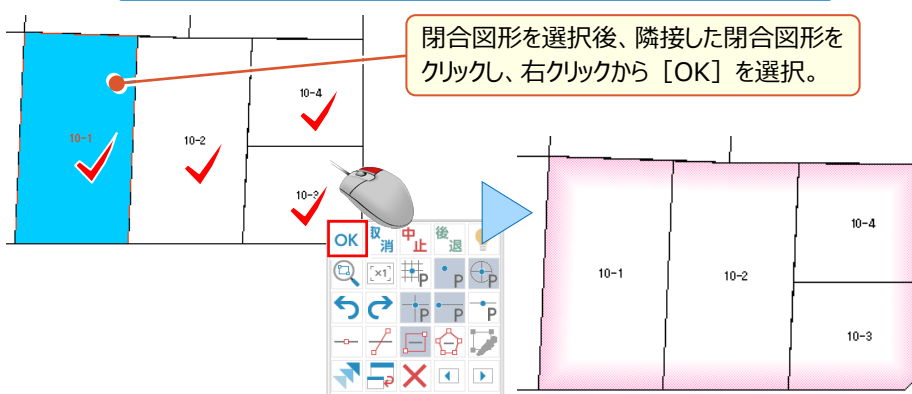 閉合図形を選択後、隣接した閉合図形を
クリックし、右クリックから［OK］を選択。
10-1
10-2
10-4
10-3
OK
取消
中止
後退
[×1]
P
P
P
P
P
P
10-1
10-2
10-4
10-3